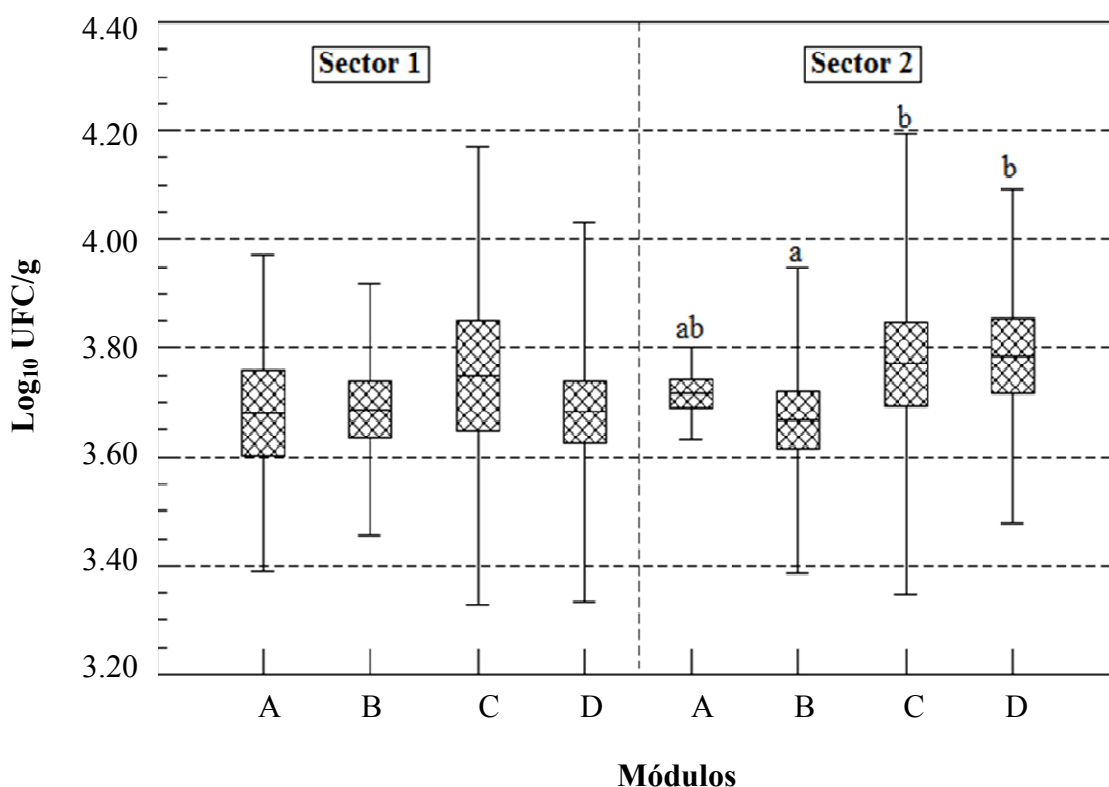 4.40
Sector 1
Sector 2
4.20
b
b
4.00
a
Log₁₀ UFC/g
3.80
ab
3.60
3.40
3.20
A B C D A B C D
Módulos